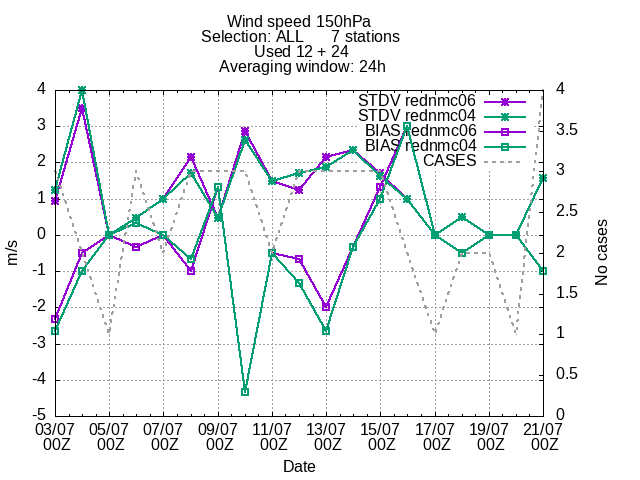 Wind speed 150hPa
Selection: ALL 7 stations
Used 12 + 24
Averaging window: 24h
STDV rednmc06
STDV rednmc04
BIAS rednmc06
BIAS rednmc04
CASES
m/s
4
3
2
1
0
-1
-2
-3
-4
-5
No cases
4
3.5
3
2.5
2
1.5
1
0.5
0
03/07 05/07 07/07 09/07 11/07 13/07 15/07 17/07 19/07 21/07
00Z 00Z 00Z 00Z 00Z 00Z 00Z 00Z 00Z 00Z
Date